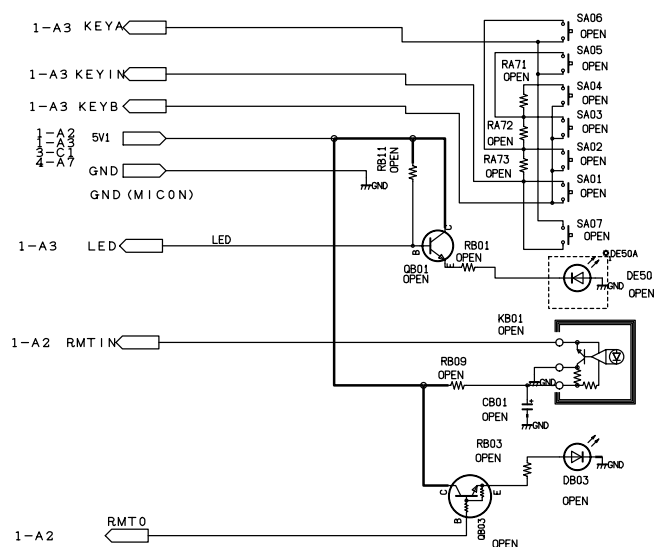 SA06
1-A3 KEYA
OPEN
SA05
OPEN
RA71
1-A3 KEYIN
OPEN
SA04
OPEN
1-A3 KEYB
SA03
RA72
OPEN
OPEN
1-A2
1-A3
3-C1
4-A7
5V1
RB11
OPEN
SA02
OPEN
RA73
OPEN
GND
GND
SA01
OPEN
GND (MICON)
SA07
OPEN
C
1-A3 LED
LED
B
E
QB01
OPEN
RB01
OPEN
DE50A
DE50
OPEN
GND
KB01
OPEN
1-A2 RMTIN
RB09
OPEN
GND
CB01
OPEN
+
GND
RB03
OPEN
GND
DB03
OPEN
C
E
B
QB03
OPEN
1-A2
RMT0